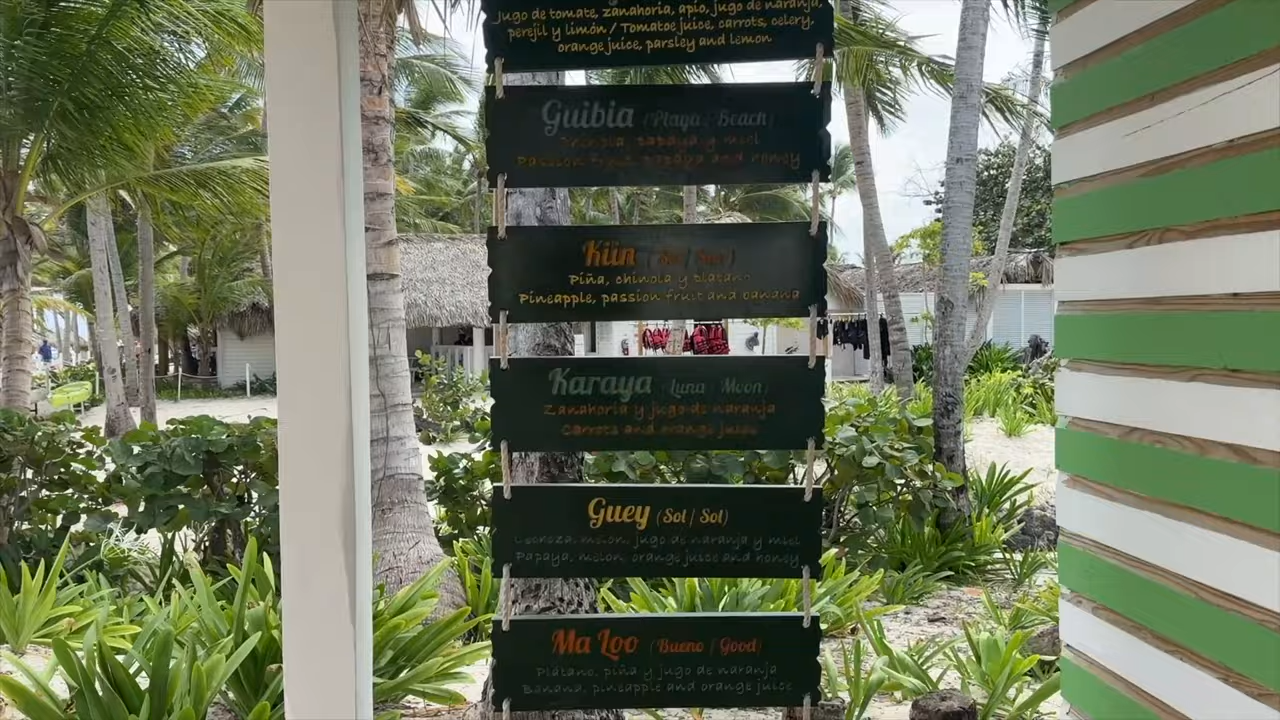 Jugo de tomate, zanahoria, apio, jugo de naranja,
perejil y limón / Tomatoe juice, carrots, celery,
orange juice, parsley and lemon
Guibia (Playa / Beach)
Chinola, papaya y miel
Passion fruit, papaya and honey
Kiin (Sol / Sun)
Piña, chinola y platano
Pineapple, passion fruit and banana
Karaya (Luna / Moon)
Zanahoria y jugo de naranja
Carrots and orange juice
Guey (Sol / Sol)
Lechoza, melon, jugo de naranja y miel
Papaya, melon, orange juice and honey
Ma Loo (Bueno / Good)
Plátano, piña y jugo de naranja
Banana, pineapple and orange juice